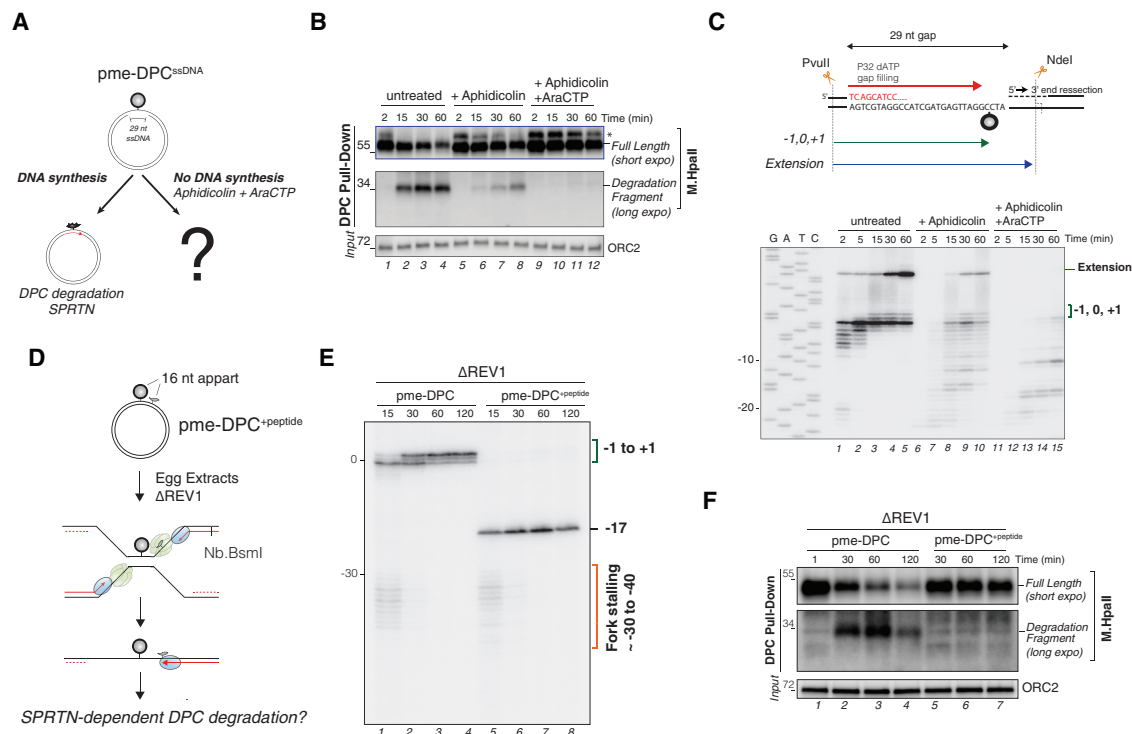 A
pme-DPCssDNA
29 nt
ssDNA
DNA synthesis
No DNA synthesis
Aphidicolin + AraCTP
?
DPC degradation
SPRTN
B
untreated
+ Aphidicolin
+ Aphidicolin
+AraCTP
2 15 30 60 2 15 30 60 2 15 30 60 Time (min)
DPC Pull-Down
55
*
Full Length
(short expo)
34
Degradation
Fragment
(long expo)
M.HpaII
Input
72
ORC2
1 2 3 4 5 6 7 8 9 10 11 12
C
29 nt gap
PvuII
NdeI
P32 dATP
gap filling
5' 3' end ressection
5'
TCAGCATCC.....
AGTCGTAGGCCATCGATGAGTTAGGCCTA
-1,0,+1
Extension
untreated
+ Aphidicolin
+ Aphidicolin
+AraCTP
G A T C
2 5 15 30 60 2 5 15 30 60 2 5 15 30 60 Time (min)
Extension
-1, 0, +1
-10
-20
1 2 3 4 5 6 7 8 9 10 11 12 13 14 15
D
16 nt appart
pme-DPC+peptide
Egg Extracts
ΔREV1
Nb.BsmI
SPRTN-dependent DPC degradation?
E
ΔREV1
pme-DPC
pme-DPC+peptide
15 30 60 120 15 30 60 120
0
-1 to +1
-17
-30
Fork stalling
~ -30 to -40
1 2 3 4 5 6 7 8
F
ΔREV1
pme-DPC
pme-DPC+peptide
1 30 60 120 30 60 120 Time (min)
DPC Pull-Down
55
Full Length
(short expo)
34
Degradation
Fragment
(long expo)
M.HpaII
Input
72
ORC2
1 2 3 4 5 6 7